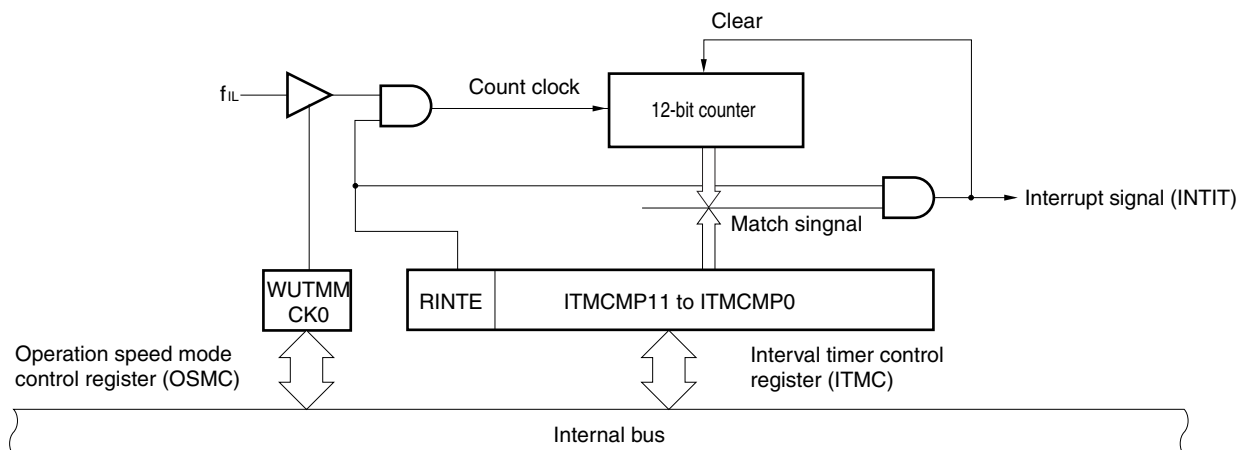 Clear
fIL
Count clock
12-bit counter
Interrupt signal (INTIT)
Match singnal
WUTMM
CK0
RINTE
ITMCMP11 to ITMCMP0
Operation speed mode
control register (OSMC)
Interval timer control
register (ITMC)
Internal bus